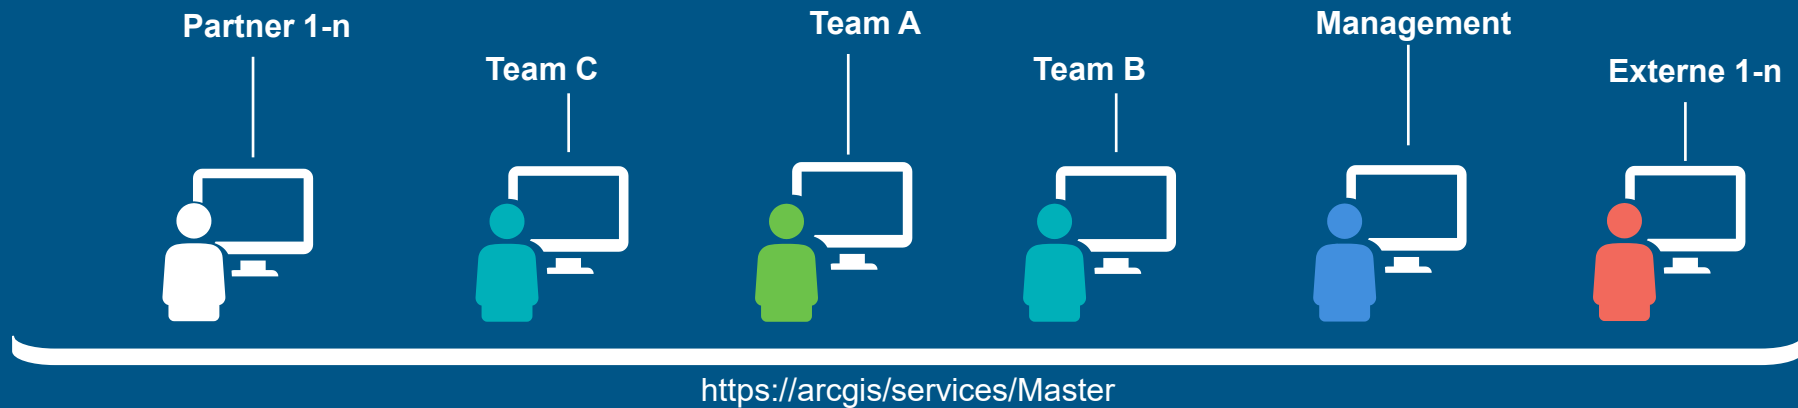 Partner 1-n
Team C
Team A
Team B
Management
Externe 1-n
https://arcgis/services/Master